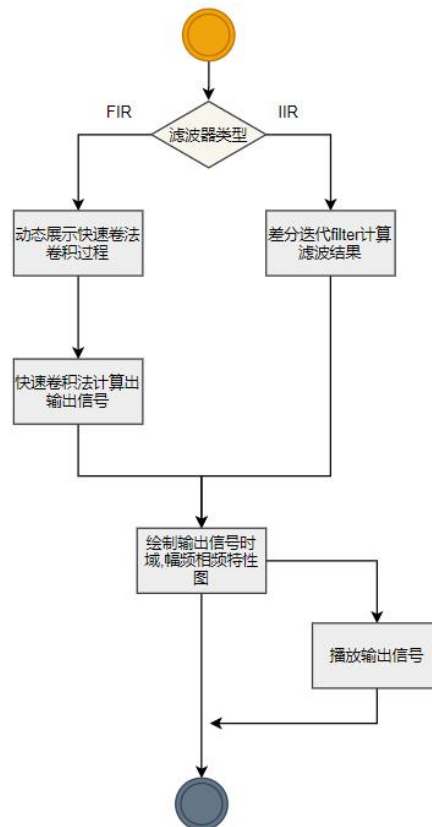 FIR
IIR
滤波器类型
动态展示快速卷法
卷积过程
差分迭代filter计算
滤波结果
快速卷积法计算出
输出信号
绘制输出信号时
域,幅频相频特性
图
播放输出信号